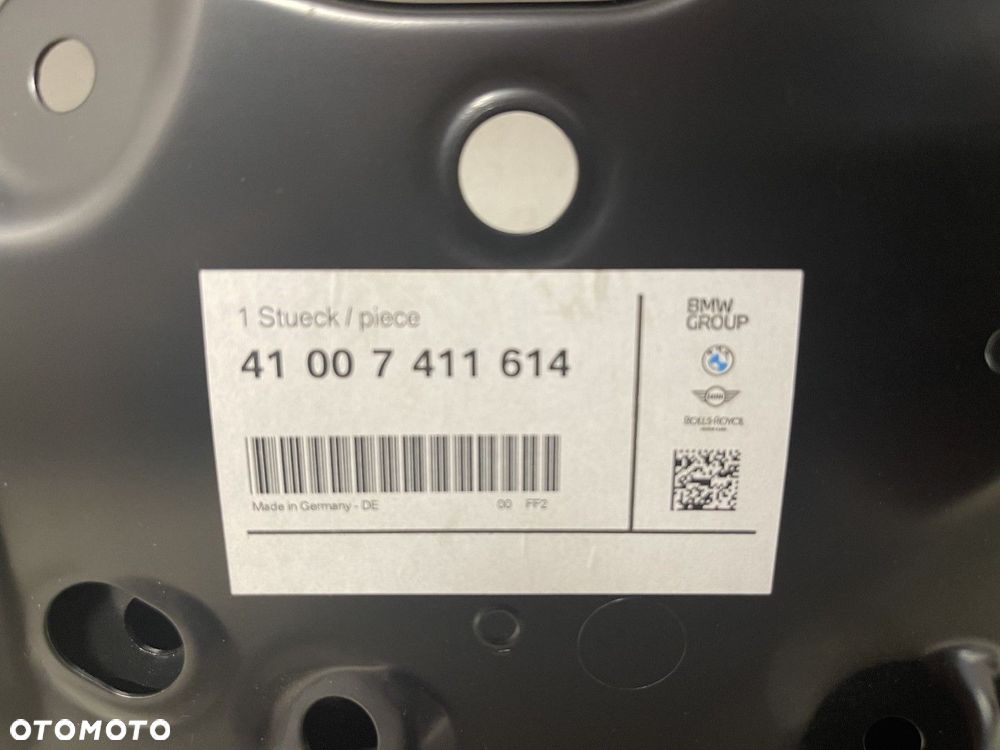 1 Stueck / piece
41 00 7 411 614
Made in Germany - DE
00 FF2
BMW
GROUP
ROLLS-ROYCE
OTOMOTO